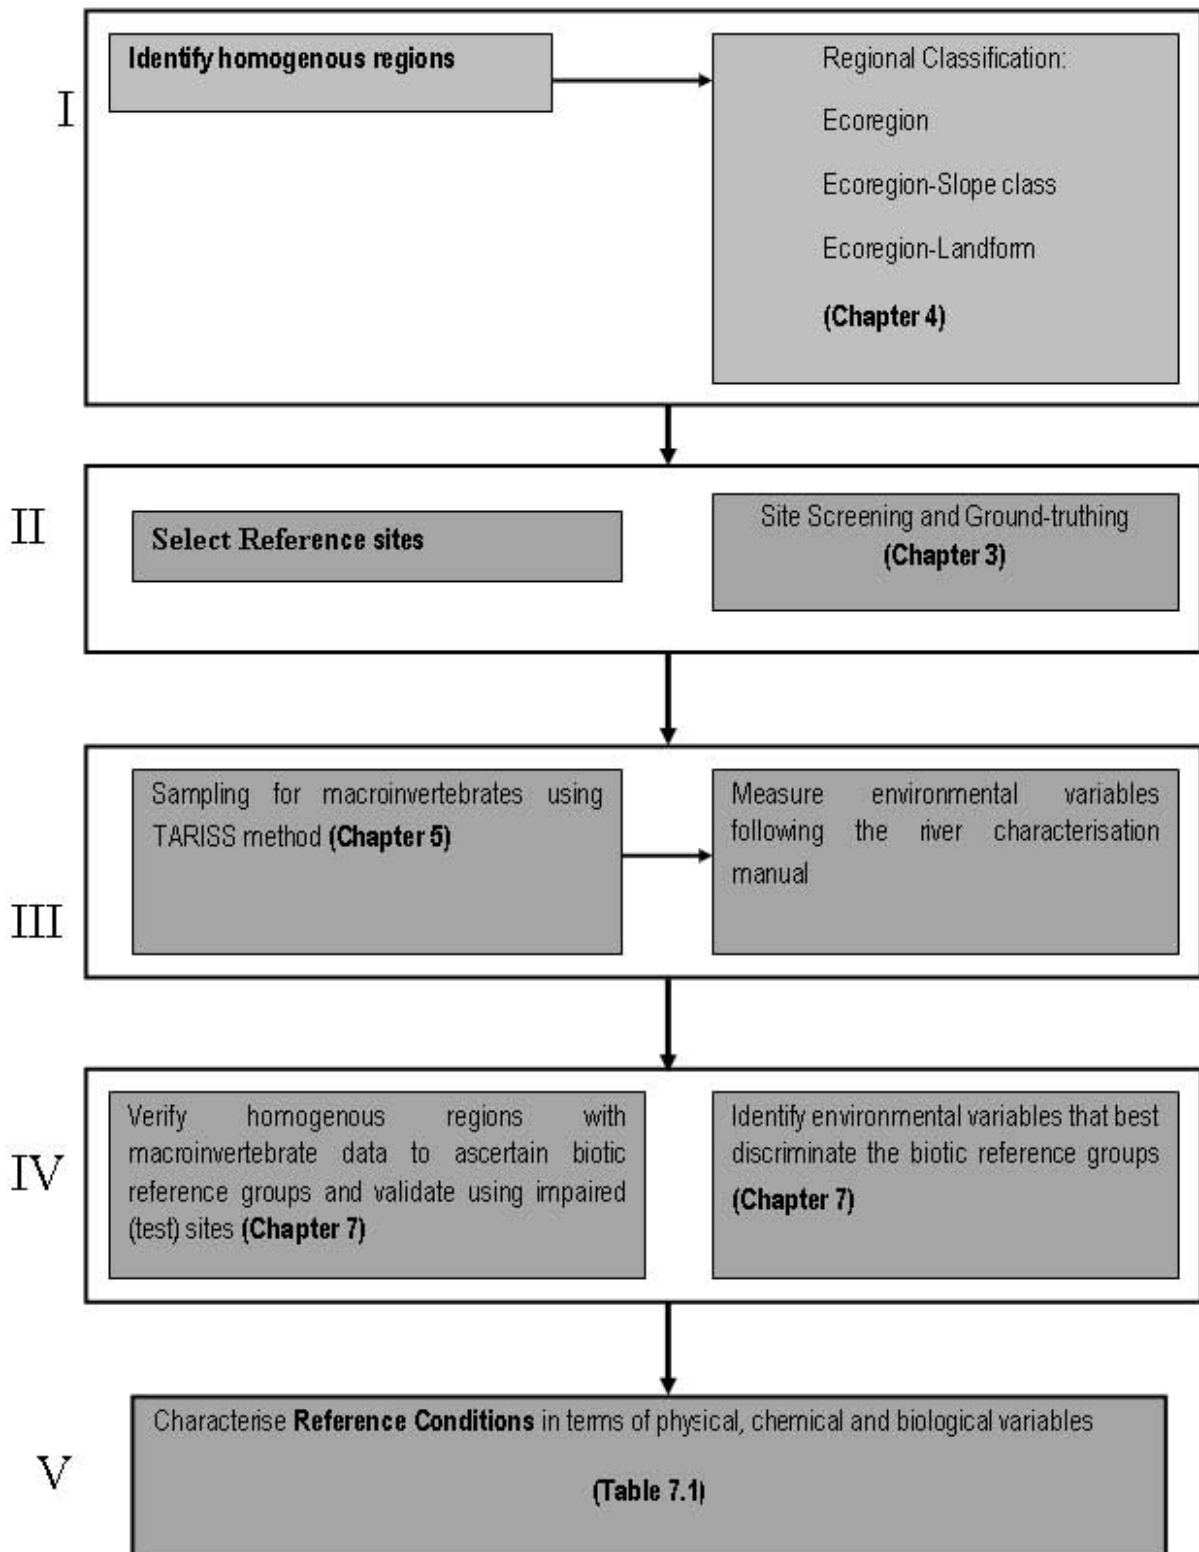 I
Identify homogenous regions
Regional Classification:
Ecoregion
Ecoregion-Slope class
Ecoregion-Landform
(Chapter 4)
II
Select Reference sites
Site Screening and Ground-truthing
(Chapter 3)
III
Sampling for macroinvertebrates using
TARISS method (Chapter 5)
Measure environmental variables
following the river characterisation
manual
IV
Verify homogenous regions with
macroinvertebrate data to ascertain biotic
reference groups and validate using impaired
(test) sites (Chapter 7)
Identify environmental variables that best
discriminate the biotic reference groups
(Chapter 7)
V
Characterise Reference Conditions in terms of physical, chemical and biological variables
(Table 7.1)